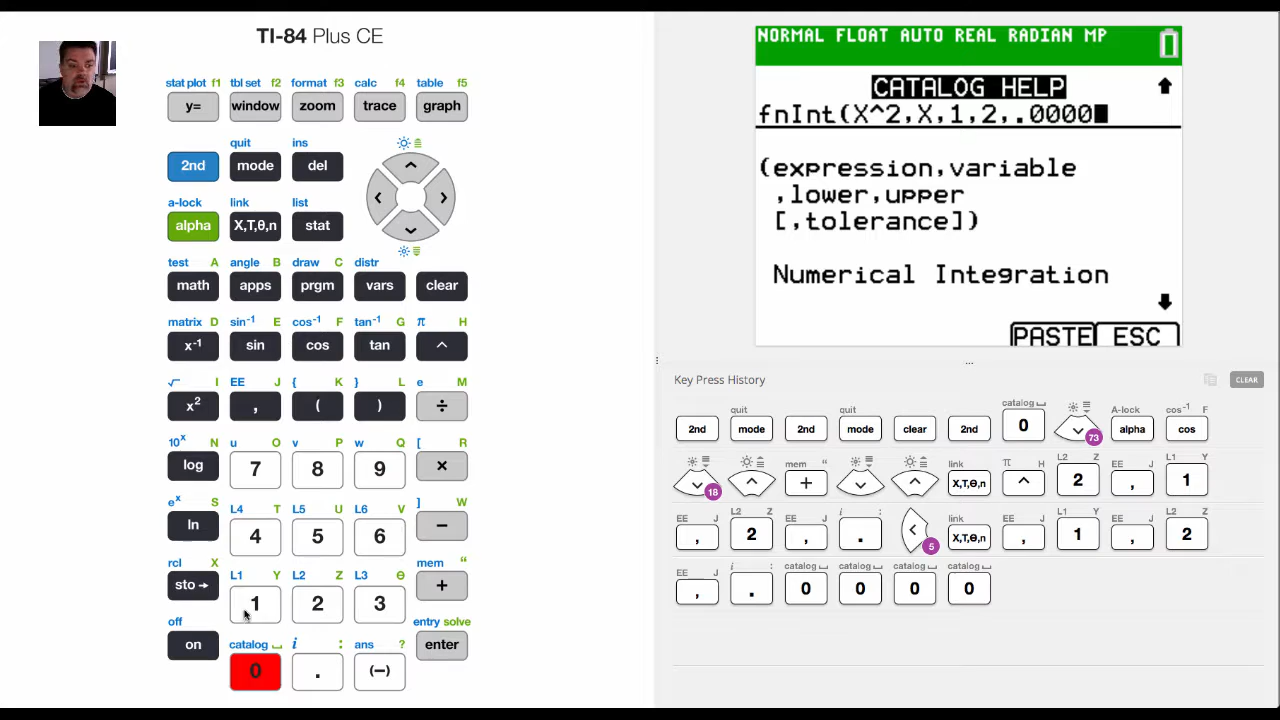 TI-84 Plus CE
stat plot f1 tbl set f2 format f3 calc f4 table f5
y= window zoom trace graph
quit ins
2nd mode del
a-lock link list
alpha X,T,θ,n stat
test A angle B draw C distr
math apps prgm vars clear
matrix D sin-1 E cos-1 F tan-1 G π H
x-1 sin cos tan ^
√ I EE J { K } L e M
x2 , ( ) ÷
10x N u O v P w Q [ R
log 7 8 9 ×
ex S L4 T L5 U L6 V ] W
ln 4 5 6 −
rcl X L1 Y L2 Z L3 θ mem “
sto→ 1 2 3 +
off catalog ⎵ i : ans ? entry solve
on 0 . (−) enter
NORMAL FLOAT AUTO REAL RADIAN MP
CATALOG HELP
fnInt(X^2,X,1,2,.0000
(expression,variable
,lower,upper
[,tolerance])
Numerical Integration
PASTE ESC
Key Press History
CLEAR
quit quit catalog ⎵ A-lock cos-1 F
2nd mode 2nd mode clear 2nd 0 73 alpha cos
mem “ link π H L2 Z EE J L1 Y
18 + X,T,θ,n ^ 2 , 1
EE J L2 Z EE J i : link EE J L1 Y EE J L2 Z
, 2 , . 5 X,T,θ,n , 1 , 2
EE J i : catalog ⎵ catalog ⎵ catalog ⎵ catalog ⎵
, . 0 0 0 0